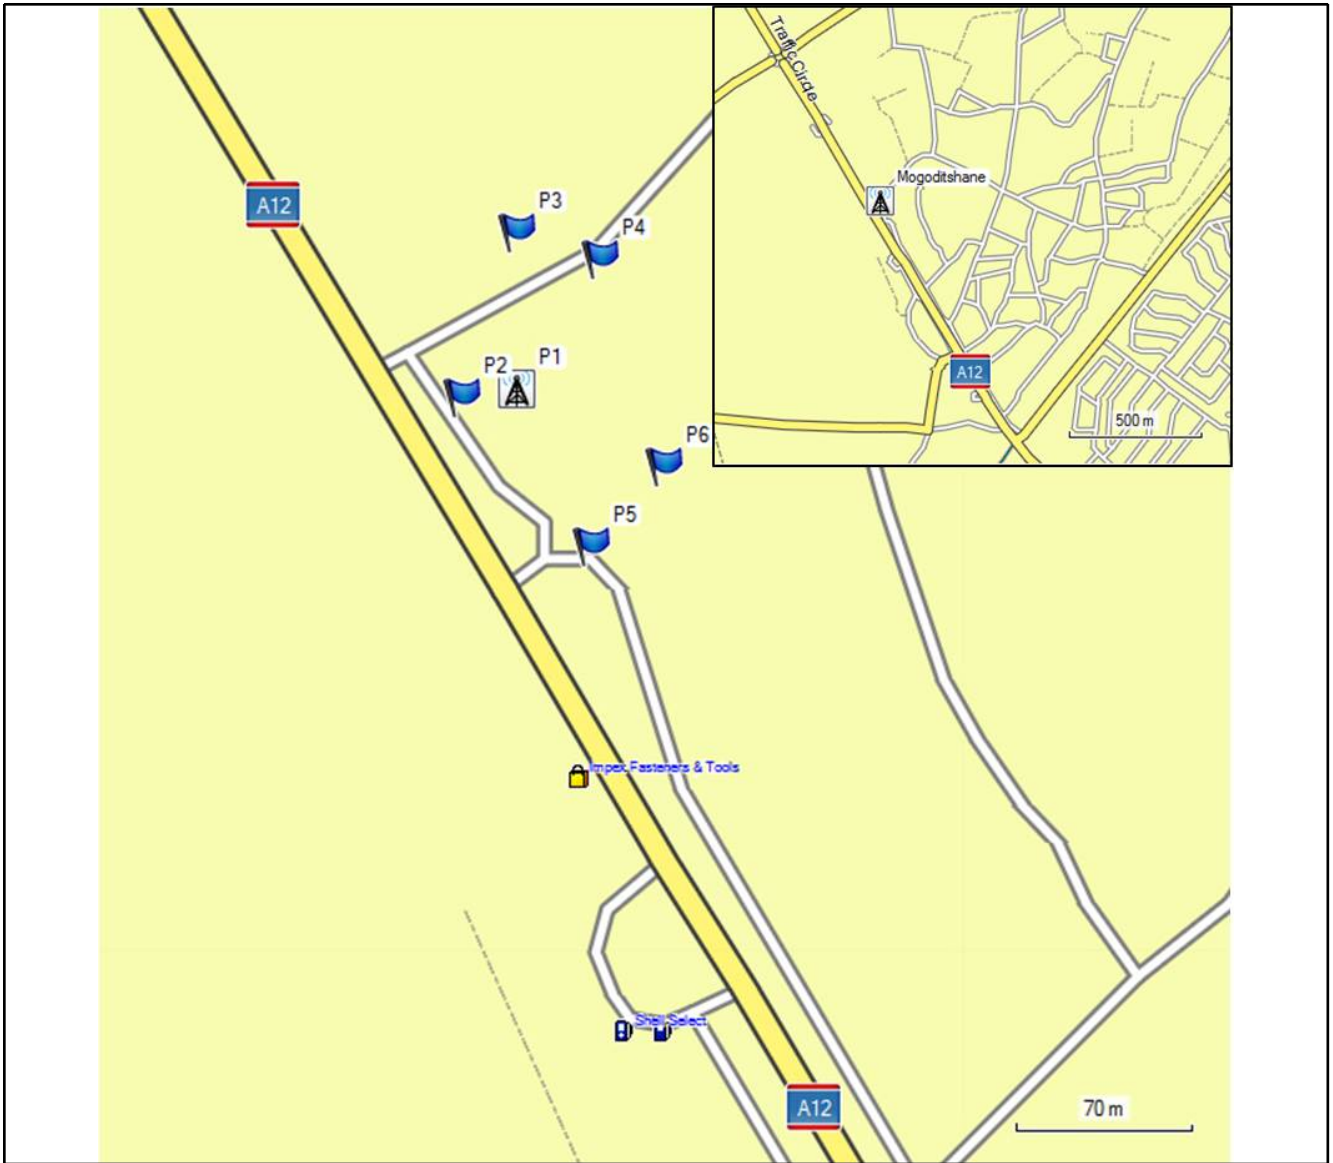 Traffic Circle
Mogoditshane
A12
500 m
A12
P3
P4
P2
P1
P6
P5
Impex Fasteners & Tools
Shell Select
A12
70 m